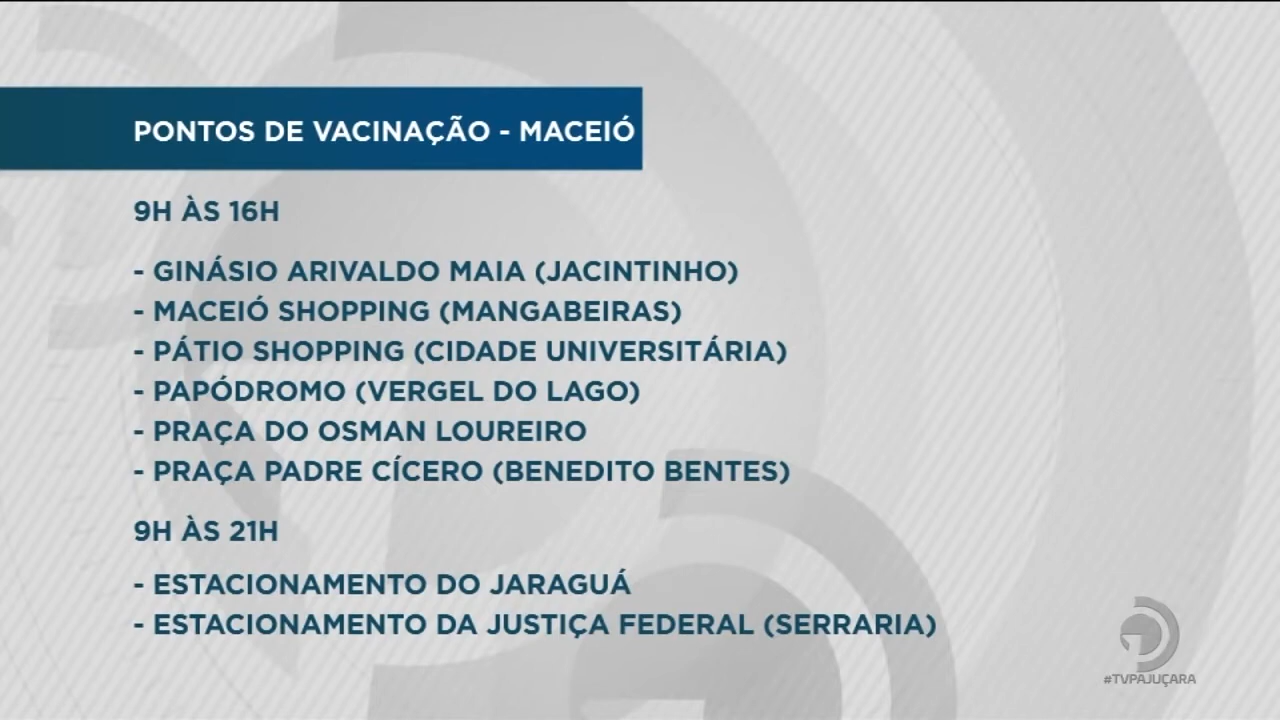 PONTOS DE VACINAÇÃO - MACEIÓ
9H ÀS 16H
- GINÁSIO ARIVALDO MAIA (JACINTINHO)
- MACEIÓ SHOPPING (MANGABEIRAS)
- PÁTIO SHOPPING (CIDADE UNIVERSITÁRIA)
- PAPÓDROMO (VERGEL DO LAGO)
- PRAÇA DO OSMAN LOUREIRO
- PRAÇA PADRE CÍCERO (BENEDITO BENTES)
9H ÀS 21H
- ESTACIONAMENTO DO JARAGUÁ
- ESTACIONAMENTO DA JUSTIÇA FEDERAL (SERRARIA)
#TVPAJUÇARA